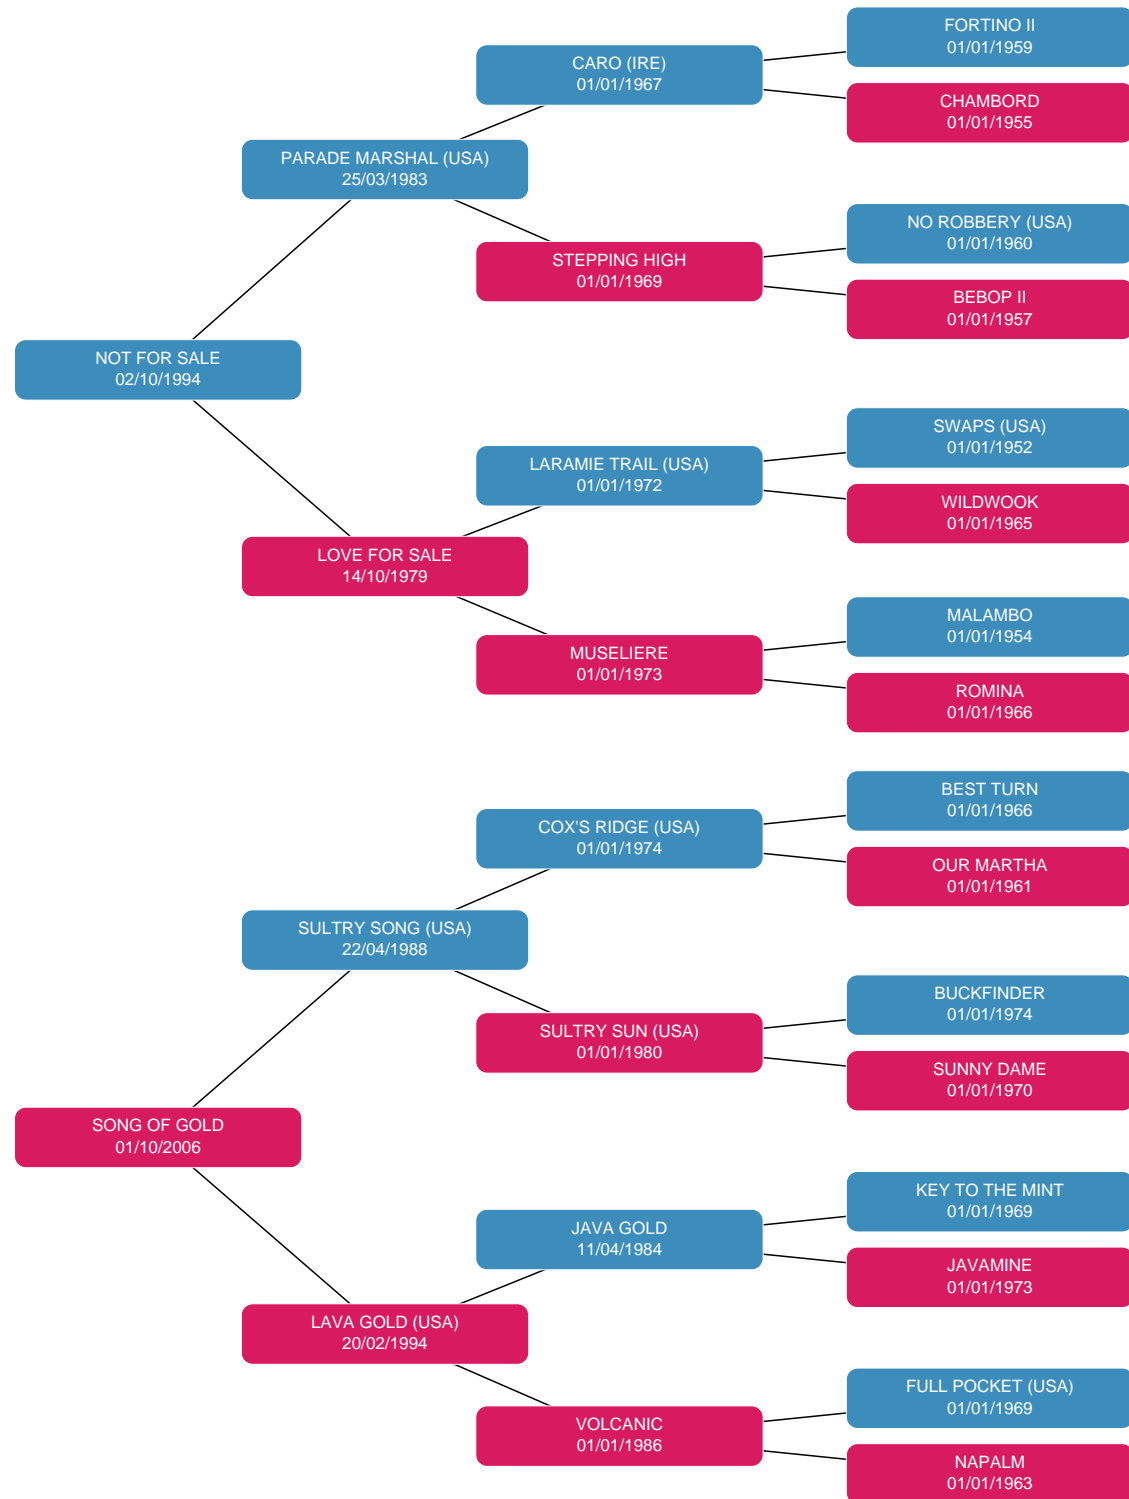 FORTINO II
01/01/1959
CARO (IRE)
01/01/1967
CHAMBORD
01/01/1955
PARADE MARSHAL (USA)
25/03/1983
NO ROBBERY (USA)
01/01/1960
STEPPING HIGH
01/01/1969
BEBOP II
01/01/1957
NOT FOR SALE
02/10/1994
SWAPS (USA)
01/01/1952
LARAMIE TRAIL (USA)
01/01/1972
WILDWOOK
01/01/1965
LOVE FOR SALE
14/10/1979
MALAMBO
01/01/1954
MUSELIERE
01/01/1973
ROMINA
01/01/1966
BEST TURN
01/01/1966
COX'S RIDGE (USA)
01/01/1974
OUR MARTHA
01/01/1961
SULTRY SONG (USA)
22/04/1988
BUCKFINDER
01/01/1974
SULTRY SUN (USA)
01/01/1980
SUNNY DAME
01/01/1970
SONG OF GOLD
01/10/2006
KEY TO THE MINT
01/01/1969
JAVA GOLD
11/04/1984
JAVAMINE
01/01/1973
LAVA GOLD (USA)
20/02/1994
FULL POCKET (USA)
01/01/1969
VOLCANIC
01/01/1986
NAPALM
01/01/1963